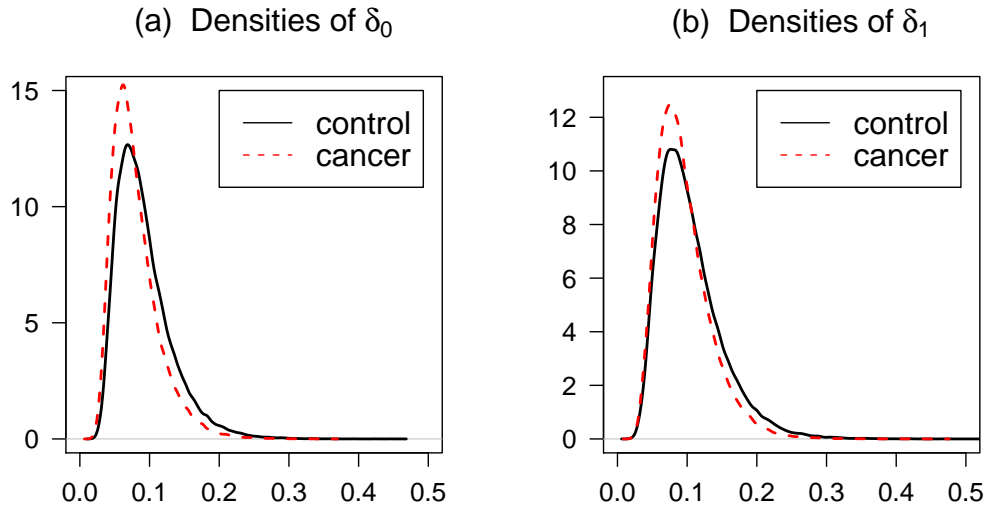 (a) Densities of δ₀
15
10
5
0
control
cancer
0.0 0.1 0.2 0.3 0.4 0.5
(b) Densities of δ₁
12
10
8
6
4
2
0
control
cancer
0.0 0.1 0.2 0.3 0.4 0.5